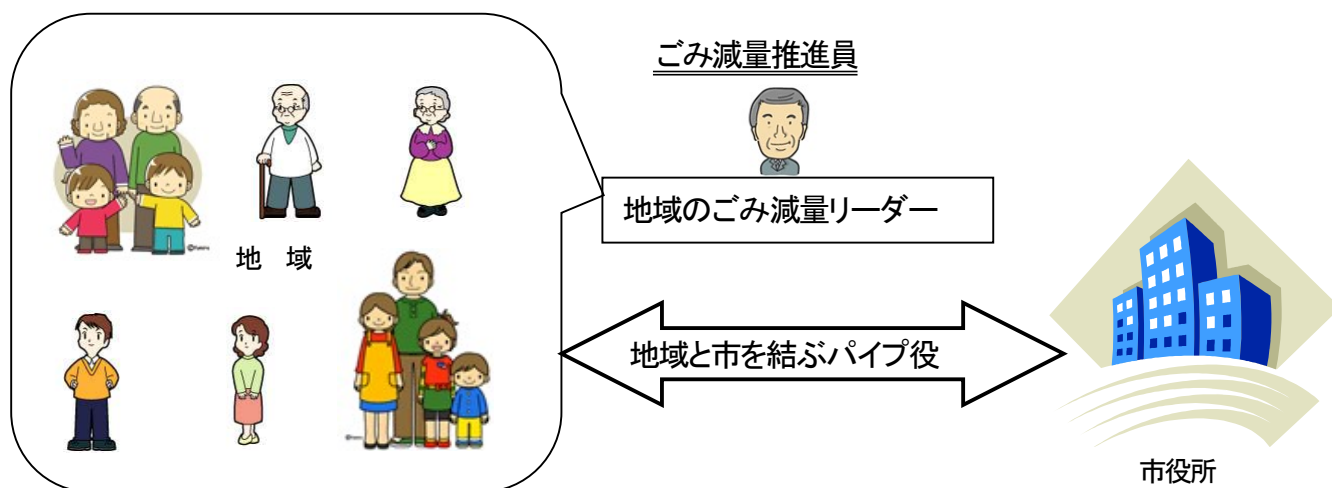 ごみ減量推進員
地域のごみ減量リーダー
地　域
地域と市を結ぶパイプ役
市役所